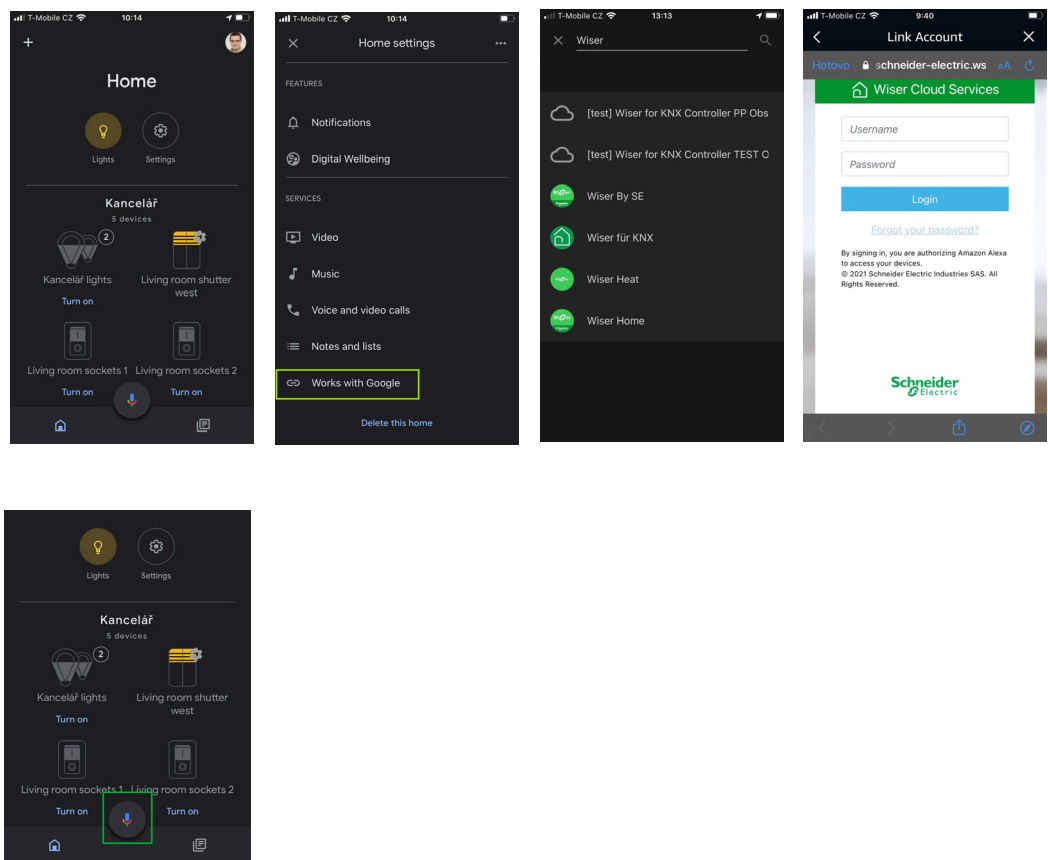 T-Mobile CZ 10:14
Home
Lights Settings
Kancelář
5 devices
2
Kancelář lights Living room shutter
west
Turn on
Living room sockets 1 Living room sockets 2
Turn on Turn on
T-Mobile CZ 10:14
Home settings
FEATURES
Notifications
Digital Wellbeing
SERVICES
Video
Music
Voice and video calls
Notes and lists
Works with Google
Delete this home
T-Mobile CZ 13:13
Wiser
[test] Wiser for KNX Controller PP Obs
[test] Wiser for KNX Controller TEST O
Wiser By SE
Wiser für KNX
Wiser Heat
Wiser Home
T-Mobile CZ 9:40
Link Account
Hotovo schneider-electric.ws AA
Wiser Cloud Services
Username
Password
Login
Forgot your password?
By signing in, you are authorizing Amazon Alexa
to access your devices.
© 2021 Schneider Electric Industries SAS. All
Rights Reserved.
Schneider
Electric
Lights Settings
Kancelář
5 devices
2
Kancelář lights Living room shutter
west
Turn on
Living room sockets 1 Living room sockets 2
Turn on Turn on